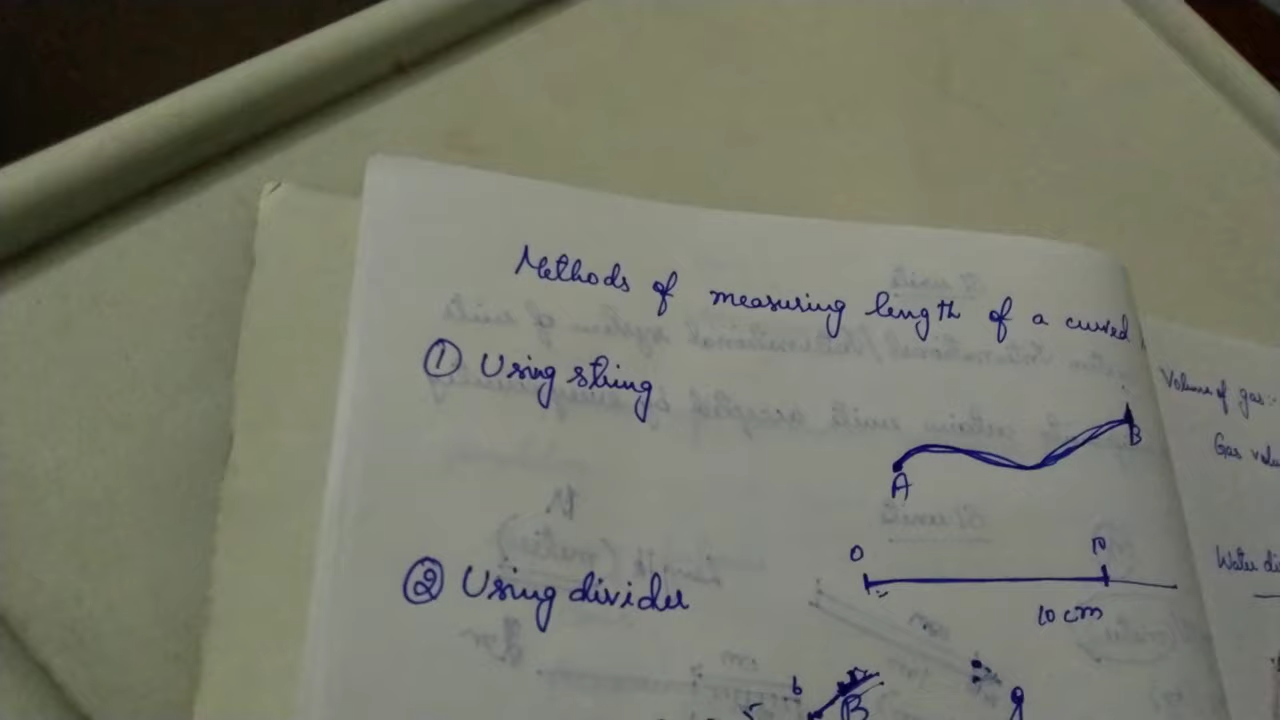 Methods of measuring length of a curved
① Using string
A
B
O
10 cm
② Using divider
b
B
Volume of gas:-
Gas
Water